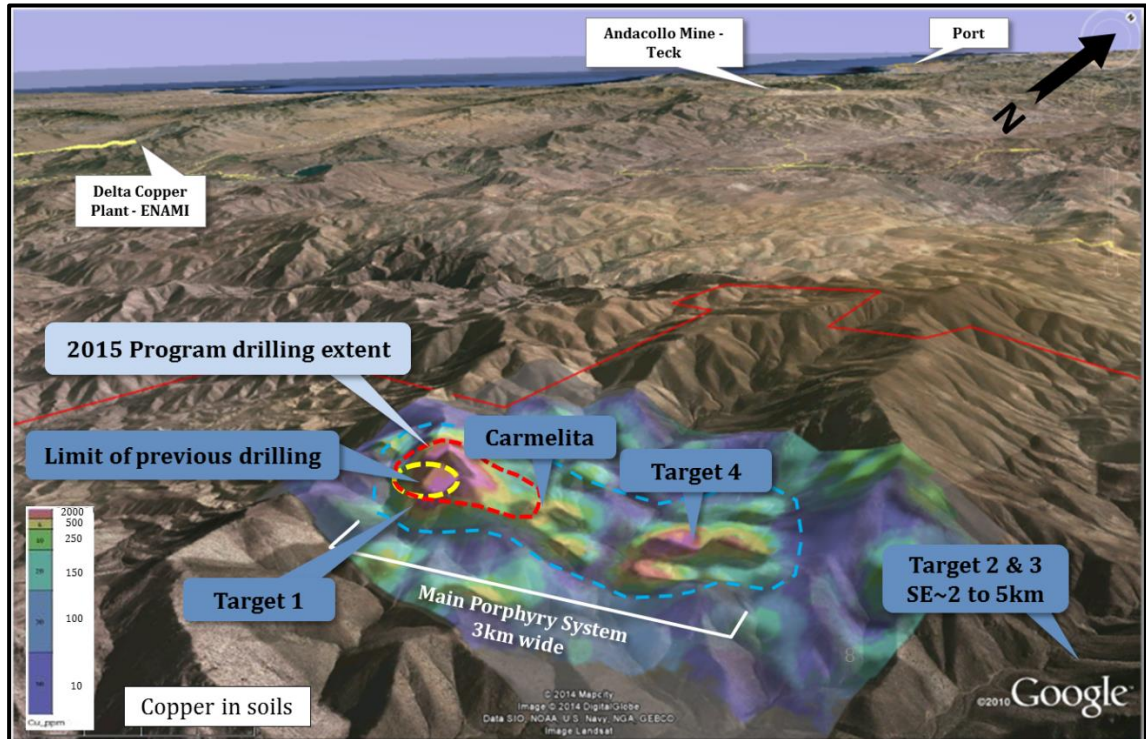 Andacollo Mine -
Teck
Port
N
Delta Copper
Plant - ENAMI
2015 Program drilling extent
Carmelita
Limit of previous drilling
Target 4
2000
500
250
150
100
10
Cu_ppm
Target 1
Target 2 & 3
SE~2 to 5km
Main Porphyry System
3km wide
8
Copper in soils
© 2014 Mapcity
Image © 2014 DigitalGlobe
Data SIO, NOAA, U.S. Navy, NGA, GEBCO
Image Landsat
©2010 Google